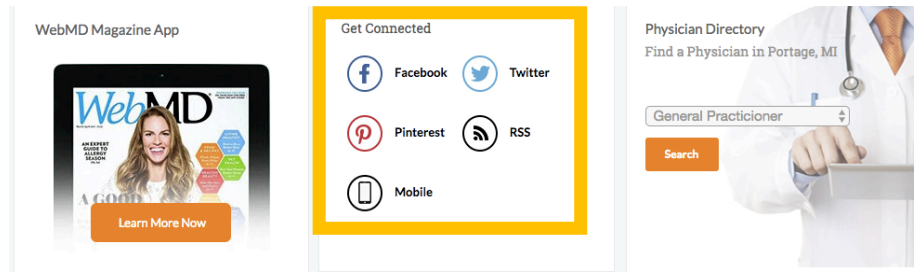 WebMD Magazine App
WebMD
AN EXPERT
GUIDE TO
ALLERGY
SEASON
A GOOD
Learn More Now
Get Connected
Facebook
Twitter
Pinterest
RSS
Mobile
Physician Directory
Find a Physician in Portage, MI
General Practicioner
Search